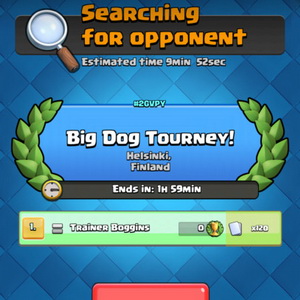 Searching
for opponent
Estimated time 9min 52sec
#2GVPY
Big Dog Tourney!
Helsinki,
Finland
Ends in: 1h 59min
1. Trainer Boggins 0 x120